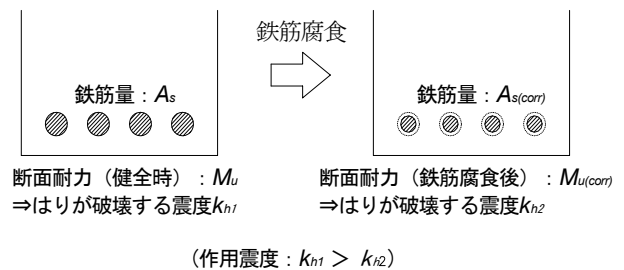 鉄筋腐食
鉄筋量：As
鉄筋量：As(corr)
断面耐力（健全時）：Mu
⇒はりが破壊する震度kh1
断面耐力（鉄筋腐食後）：Mu(corr)
⇒はりが破壊する震度kh2
（作用震度：kh1 ＞ kh2）